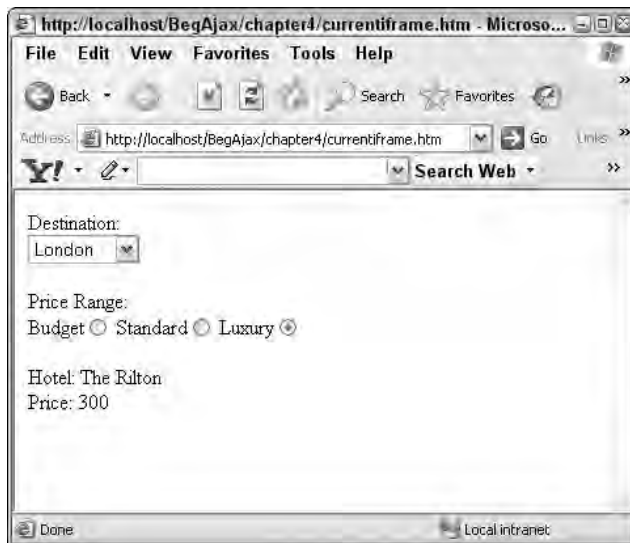 http://localhost/BegAjax/chapter4/currentiframe.htm - Microso...
File Edit View Favorites Tools Help
Back Search Favorites »
Address http://localhost/BegAjax/chapter4/currentiframe.htm Go Links »
Y! Search Web »
Destination:
London
Price Range:
Budget Standard Luxury
Hotel: The Rilton
Price: 300
Done Local intranet